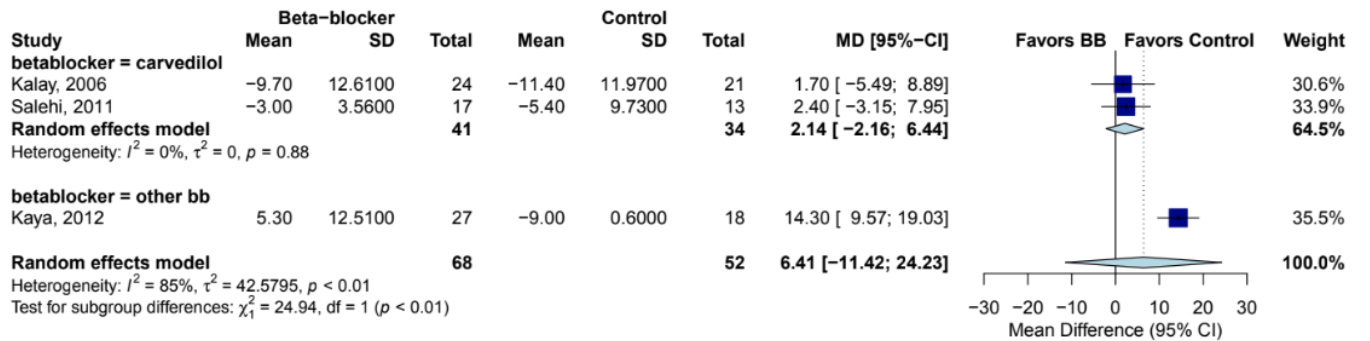 Beta−blocker Control
Study Mean SD Total Mean SD Total MD [95%−CI] Favors BB Favors Control Weight
betablocker = carvedilol
Kalay, 2006 −9.70 12.6100 24 −11.40 11.9700 21 1.70 [ −5.49; 8.89] 30.6%
Salehi, 2011 −3.00 3.5600 17 −5.40 9.7300 13 2.40 [ −3.15; 7.95] 33.9%
Random effects model 41 34 2.14 [ −2.16; 6.44] 64.5%
Heterogeneity: I² = 0%, τ² = 0, p = 0.88
betablocker = other bb
Kaya, 2012 5.30 12.5100 27 −9.00 0.6000 18 14.30 [ 9.57; 19.03] 35.5%
Random effects model 68 52 6.41 [−11.42; 24.23] 100.0%
Heterogeneity: I² = 85%, τ² = 42.5795, p < 0.01
Test for subgroup differences: χ²₁ = 24.94, df = 1 (p < 0.01)
−30 −20 −10 0 10 20 30
Mean Difference (95% CI)